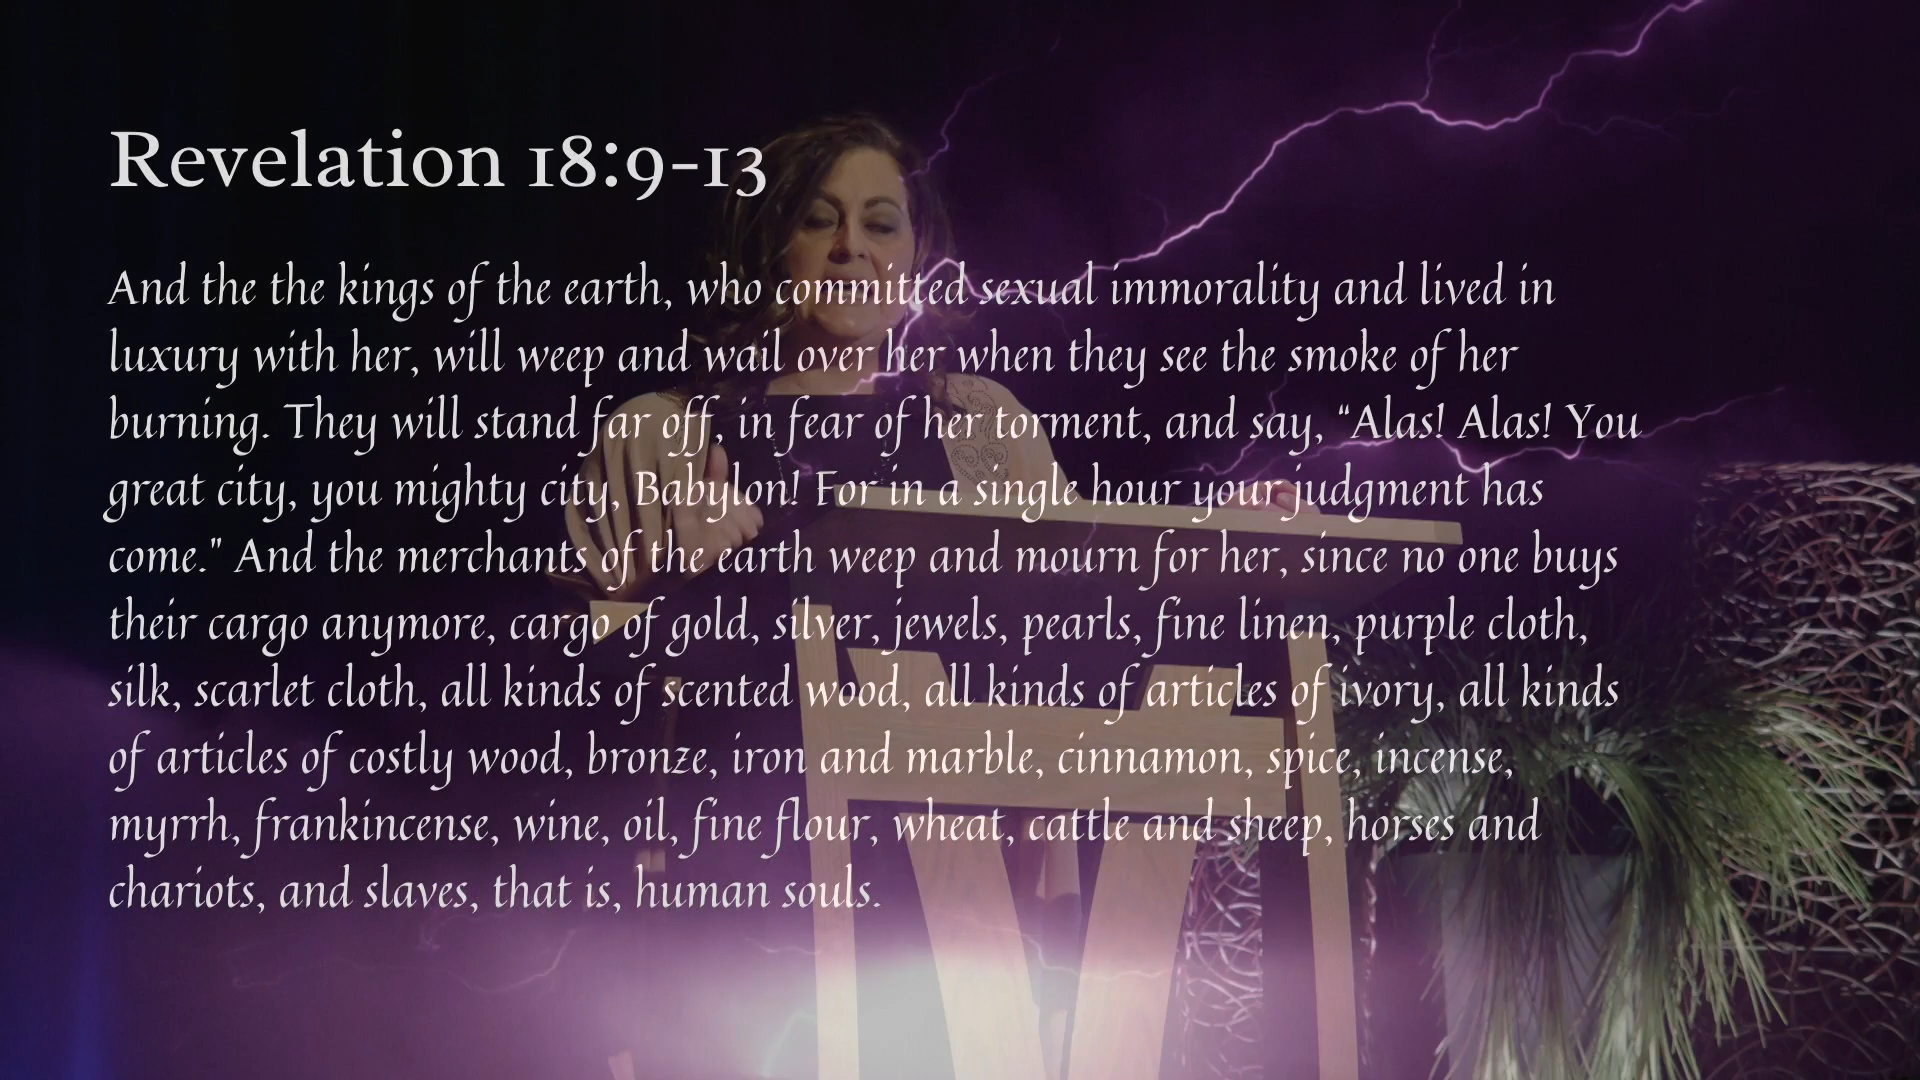 Revelation 18:9-13
And the the kings of the earth, who committed sexual immorality and lived in
luxury with her, will weep and wail over her when they see the smoke of her
burning. They will stand far off, in fear of her torment, and say, “Alas! Alas! You
great city, you mighty city, Babylon! For in a single hour your judgment has
come." And the merchants of the earth weep and mourn for her, since no one buys
their cargo anymore, cargo of gold, silver, jewels, pearls, fine linen, purple cloth,
silk, scarlet cloth, all kinds of scented wood, all kinds of articles of ivory, all kinds
of articles of costly wood, bronze, iron and marble, cinnamon, spice, incense,
myrrh, frankincense, wine, oil, fine flour, wheat, cattle and sheep, horses and
chariots, and slaves, that is, human souls.